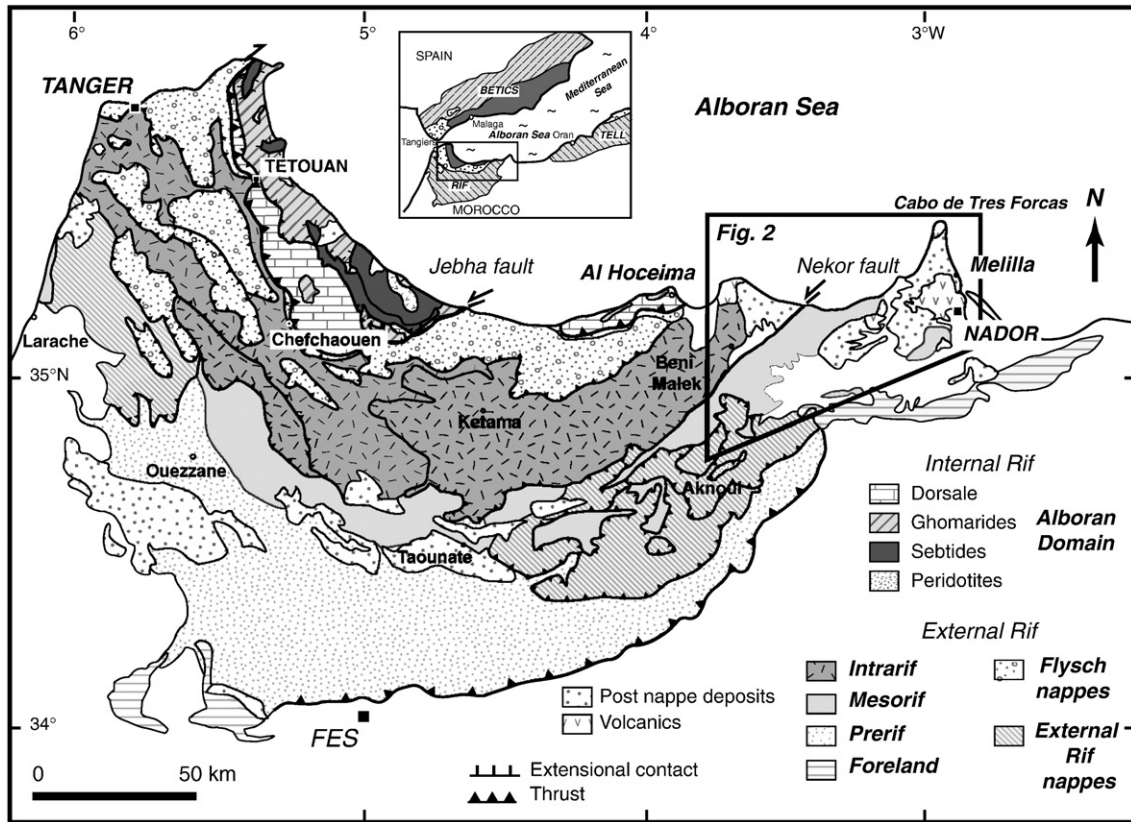 6°
5°
4°
3°W
TANGER
SPAIN
BETICS
Mediterranean
Sea
Malaga
Alboran Sea
Oran
TELL
Tangiers
RIF
MOROCCO
Alboran Sea
TETOUAN
Cabo de Tres Forcas
N
Fig. 2
Jebha fault
Al Hoceima
Nekor fault
Melilla
Larache
Chefchaouen
NADOR
35°N
Beni
Malek
Ketama
Ouezzane
Aknoul
Taounate
Internal Rif
Dorsale
Ghomarides
Sebtides
Peridotites
Alboran
Domain
External Rif
Intrarif
Mesorif
Prerif
Foreland
Flysch
nappes
External
Rif
nappes
Post nappe deposits
Volcanics
34°
FES
0
50 km
Extensional contact
Thrust